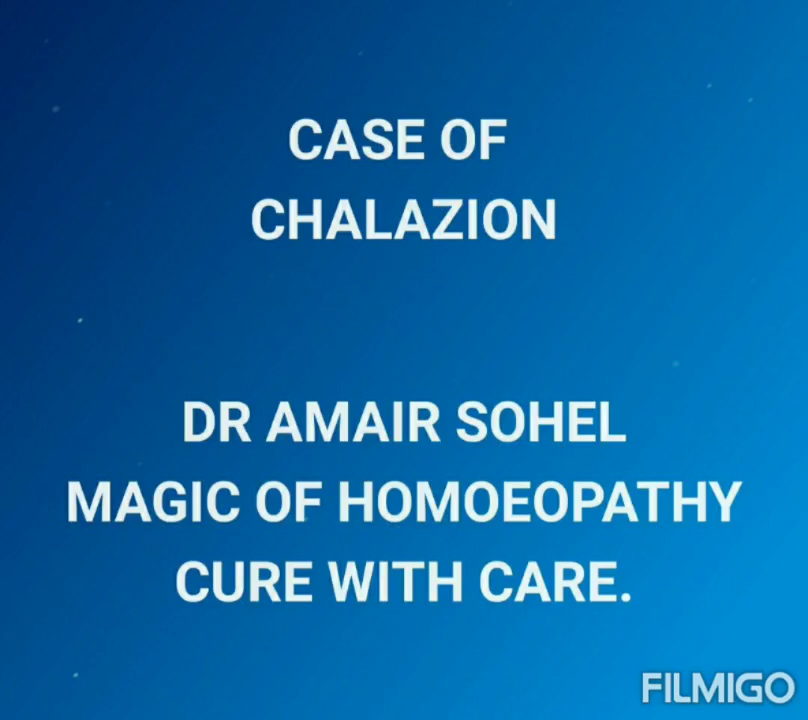 CASE OF
CHALAZION
DR AMAIR SOHEL
MAGIC OF HOMOEOPATHY
CURE WITH CARE.
FILMIGO